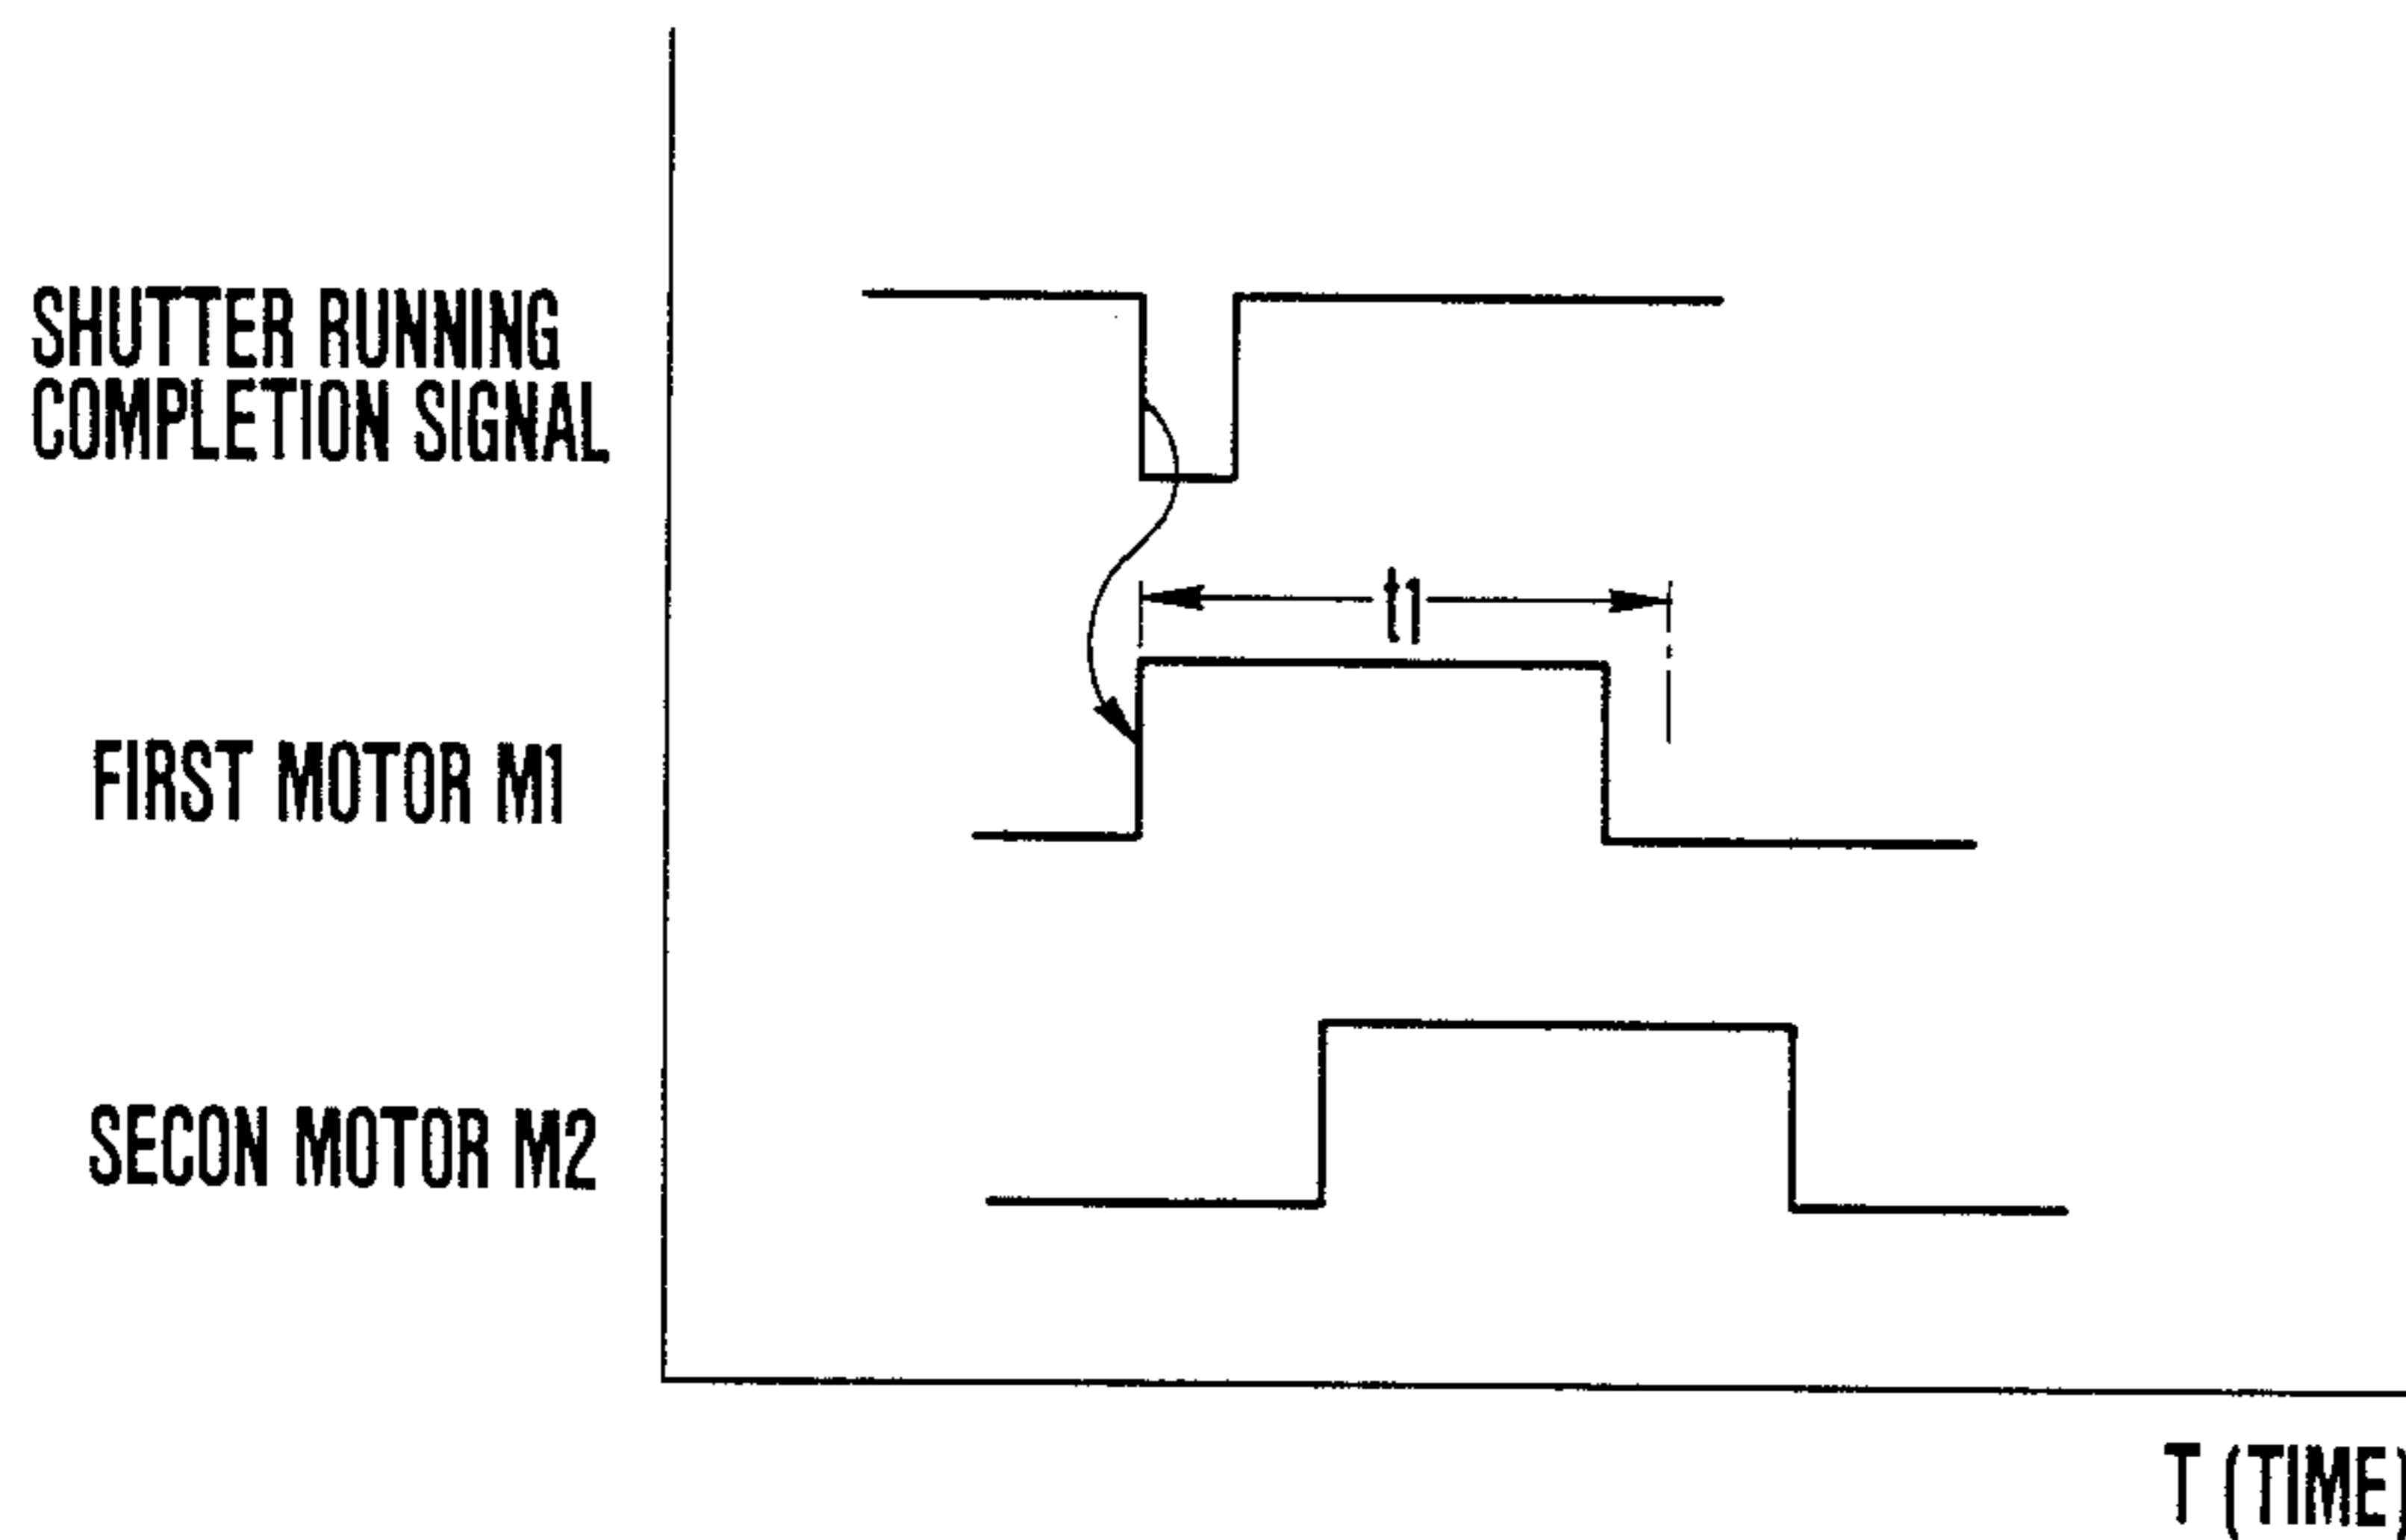 SHUTTER RUNNING
COMPLETION SIGNAL
t1
FIRST MOTOR M1
SECON MOTOR M2
T (TIME)